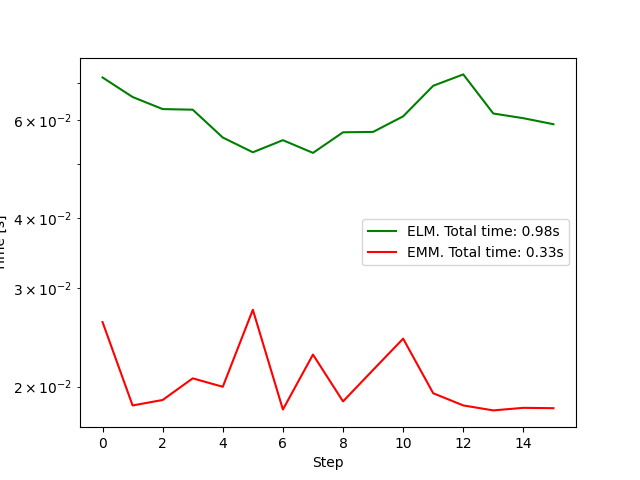 6 × 10⁻²
4 × 10⁻²
3 × 10⁻²
2 × 10⁻²
Time [s]
ELM. Total time: 0.98s
EMM. Total time: 0.33s
0 2 4 6 8 10 12 14
Step